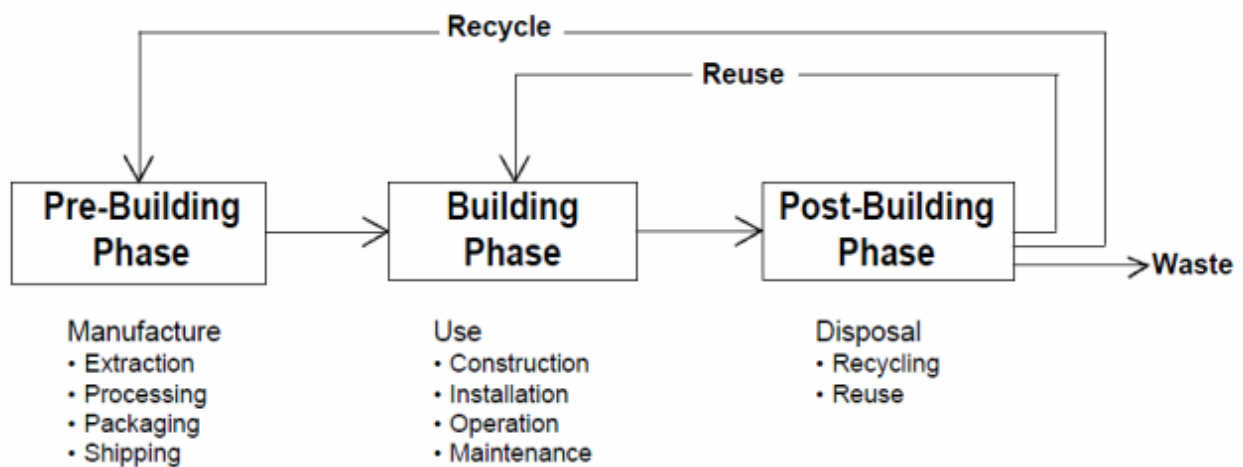 Recycle
Reuse
Pre-Building
Phase
Building
Phase
Post-Building
Phase
Waste
Manufacture
• Extraction
• Processing
• Packaging
• Shipping
Use
• Construction
• Installation
• Operation
• Maintenance
Disposal
• Recycling
• Reuse